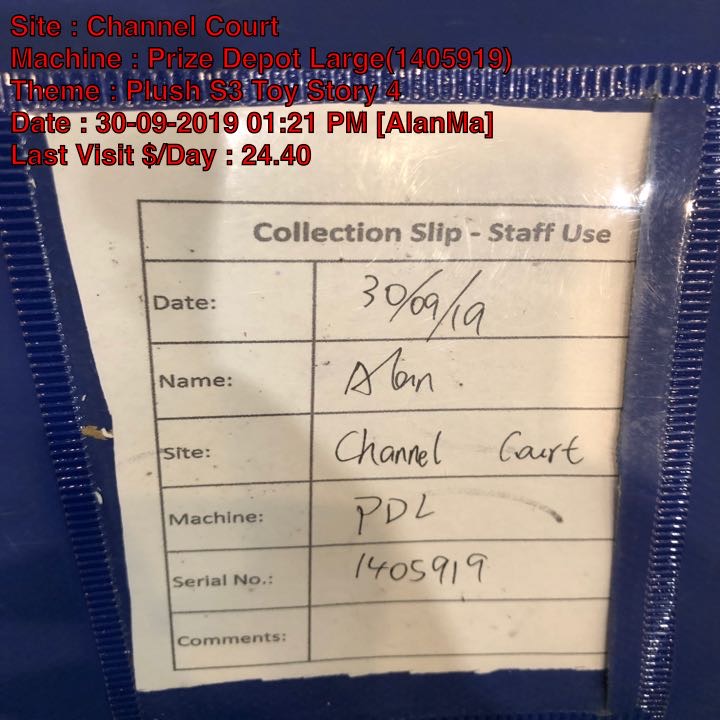 Site : Channel Court
Machine : Prize Depot Large(1405919)
Theme : Plush S3 Toy Story 4
Date : 30-09-2019 01:21 PM [AlanMa]
Last Visit $/Day : 24.40
Collection Slip - Staff Use
Date: 30/09/19
Name: Alan
Site: Channel Court
Machine: PDL
Serial No.: 1405919
Comments: